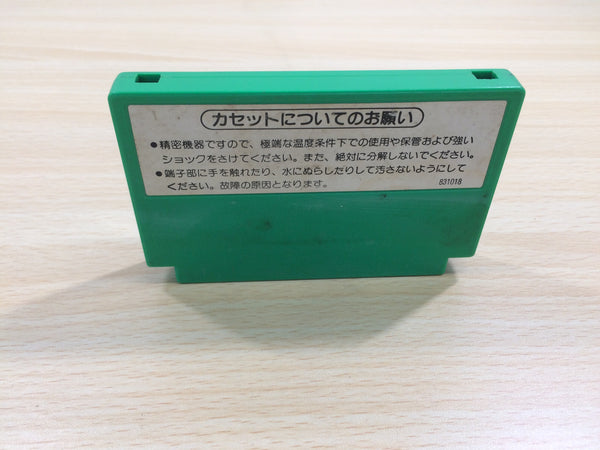 カセットについてのお願い
●精密機器ですので、極端な温度条件下での使用や保管および強い
ショックをさけてください。また、絶対に分解しないでください。
●端子部に手を触れたり、水にぬらしたりして汚さないようにして
ください。故障の原因となります。
831018